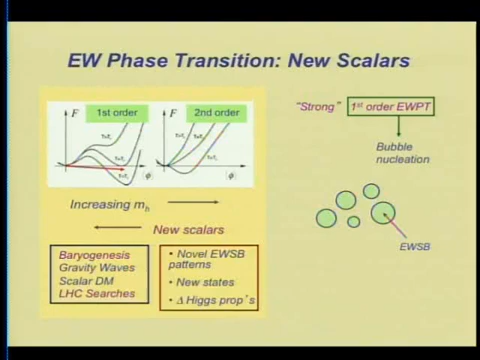 EW Phase Transition: New Scalars
F 1st order
F 2nd order
"Strong" 1st order EWPT
Bubble
nucleation
Increasing mh
New scalars
Baryogenesis
Gravity Waves
Scalar DM
LHC Searches
• Novel EWSB
patterns
• New states
• Δ Higgs prop´s
EWSB